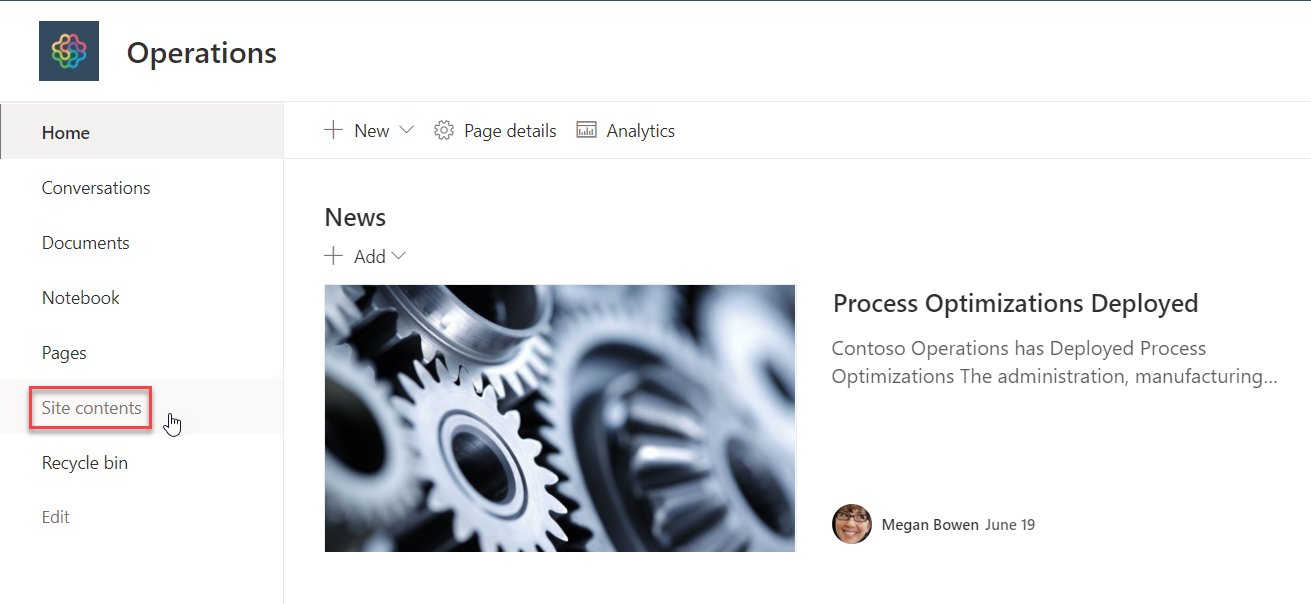 Operations
Home
Conversations
Documents
Notebook
Pages
Site contents
Recycle bin
Edit
New
Page details
Analytics
News
Add
Process Optimizations Deployed
Contoso Operations has Deployed Process
Optimizations The administration, manufacturing...
Megan Bowen June 19